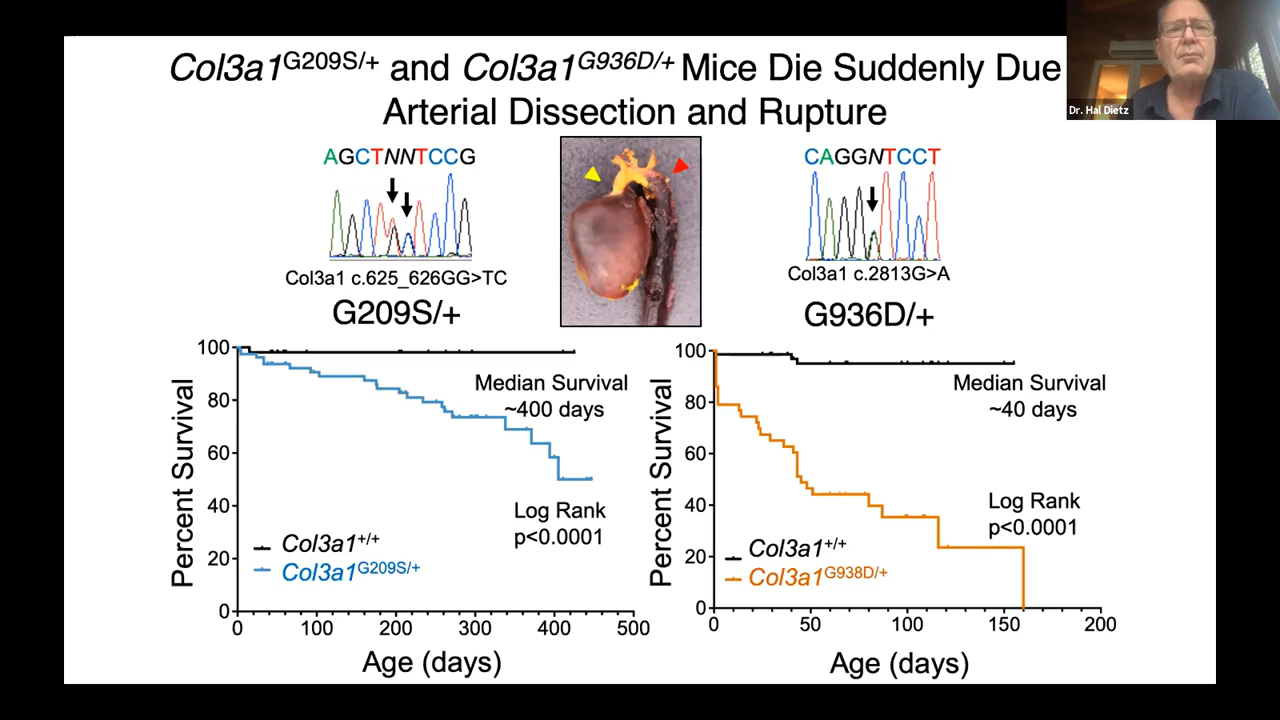 Col3a1G209S/+ and Col3a1G936D/+ Mice Die Suddenly Due
Arterial Dissection and Rupture
Dr. Hal Dietz
AGCTNNTCCG
Col3a1 c.625_626GG>TC
G209S/+
CAGGNTCCT
Col3a1 c.2813G>A
G936D/+
Percent Survival
100
80
60
40
20
0
Median Survival
~400 days
Log Rank
p<0.0001
Col3a1+/+
Col3a1G209S/+
0 100 200 300 400 500
Age (days)
Percent Survival
100
80
60
40
20
0
Median Survival
~40 days
Log Rank
p<0.0001
Col3a1+/+
Col3a1G938D/+
0 50 100 150 200
Age (days)